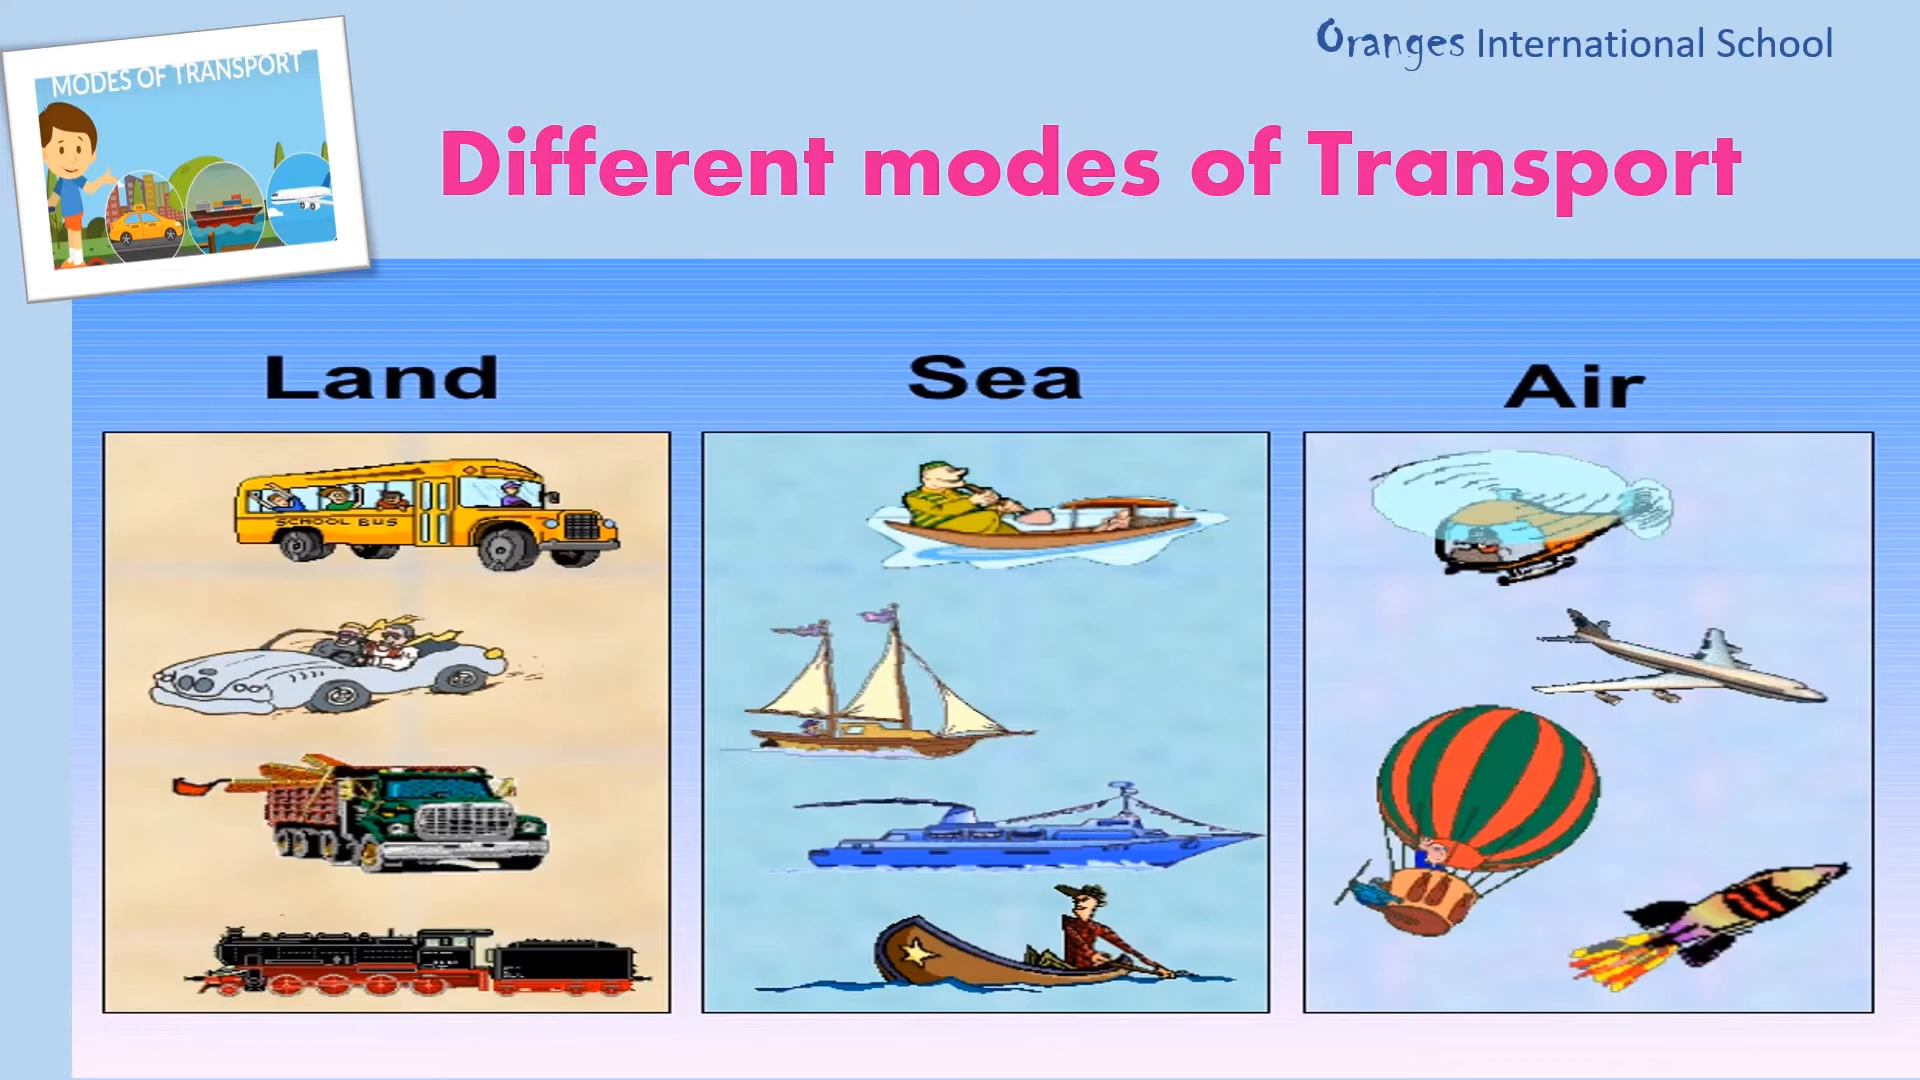 Oranges International School
MODES OF TRANSPORT
Different modes of Transport
Land
Sea
Air
SCHOOL BUS